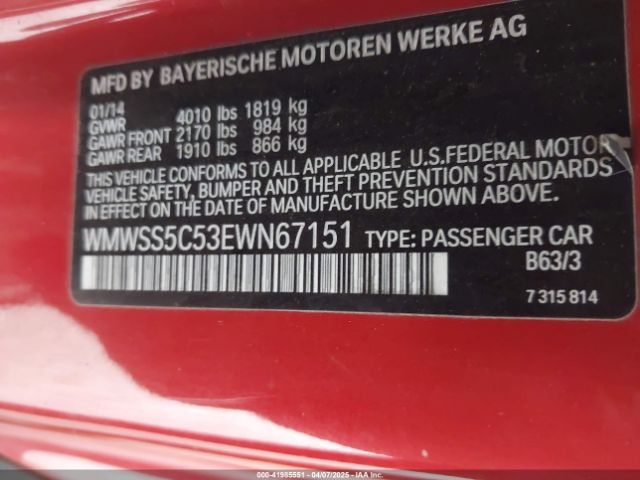 MFD BY BAYERISCHE MOTOREN WERKE AG
01/14
GVWR 4010 lbs 1819 kg
GAWR FRONT 2170 lbs 984 kg
GAWR REAR 1910 lbs 866 kg
THIS VEHICLE CONFORMS TO ALL APPLICABLE U.S.FEDERAL MOTOR
VEHICLE SAFETY, BUMPER AND THEFT PREVENTION STANDARDS
IN EFFECT ON THE DATE OF MANUFACTURE SHOWN ABOVE.
WMWSS5C53EWN67151 TYPE: PASSENGER CAR
B63/3
7 315 814
000-41985551 - 04/07/2025 - IAA Inc.